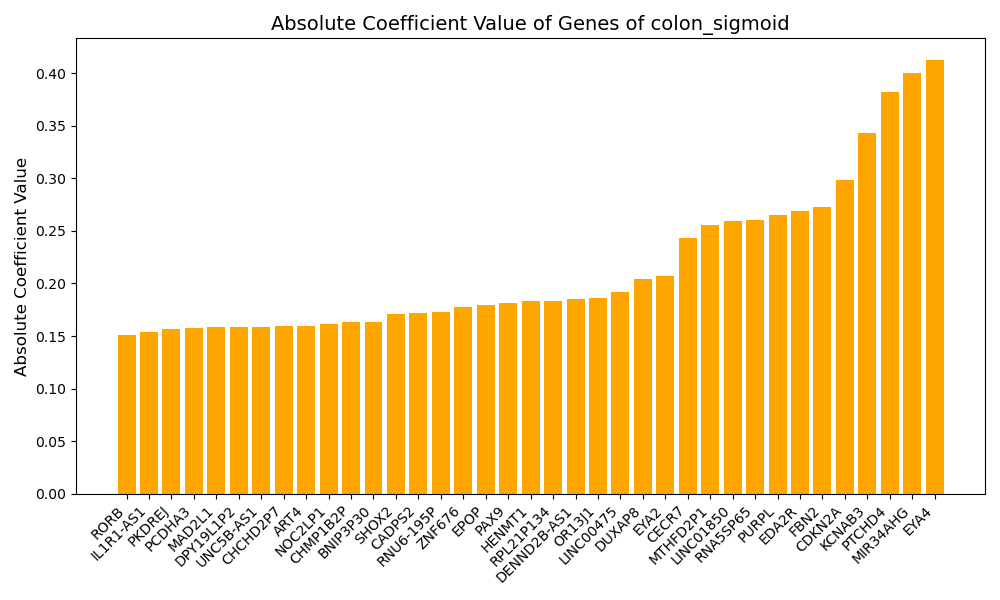 Absolute Coefficient Value of Genes of colon_sigmoid
Absolute Coefficient Value
0.40
0.35
0.30
0.25
0.20
0.15
0.10
0.05
0.00
RORB
IL1R1-AS1
PKDREJ
PCDHA3
MAD2L1
DPY19L1P2
UNC5B-AS1
CHCHD2P7
ART4
NOC2LP1
CHMP1B2P
BNIP3P30
SHOX2
CADPS2
RNU6-195P
ZNF676
EPOP
PAX9
HENMT1
RPL21P134
DENND2B-AS1
OR13J1
LINC00475
DUXAP8
EYA2
CECR7
MTHFD2P1
LINC01850
RNA5SP65
PURPL
EDA2R
FBN2
CDKN2A
KCNAB3
PTCHD4
MIR34AHG
EYA4